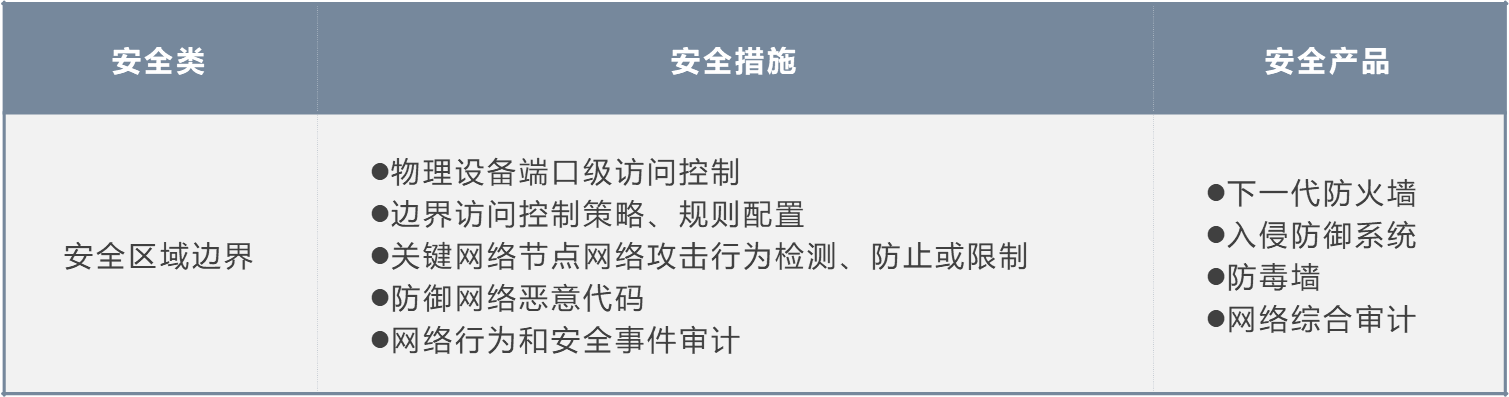 安全类
安全措施
安全产品
安全区域边界
●物理设备端口级访问控制
●边界访问控制策略、规则配置
●关键网络节点网络攻击行为检测、防止或限制
●防御网络恶意代码
●网络行为和安全事件审计
●下一代防火墙
●入侵防御系统
●防毒墙
●网络综合审计